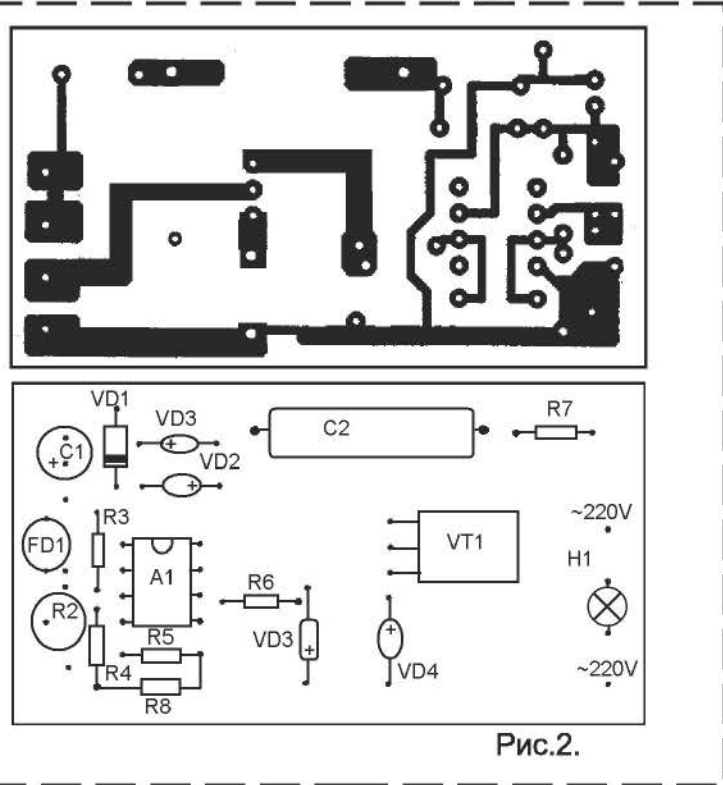 VD1
VD3
C2
R7
+ C1
VD2
+
+
R3
~220V
FD1
A1
VT1
H1
R6
R2
R5
VD3
+
+
VD4
R4
R8
~220V
Рис.2.